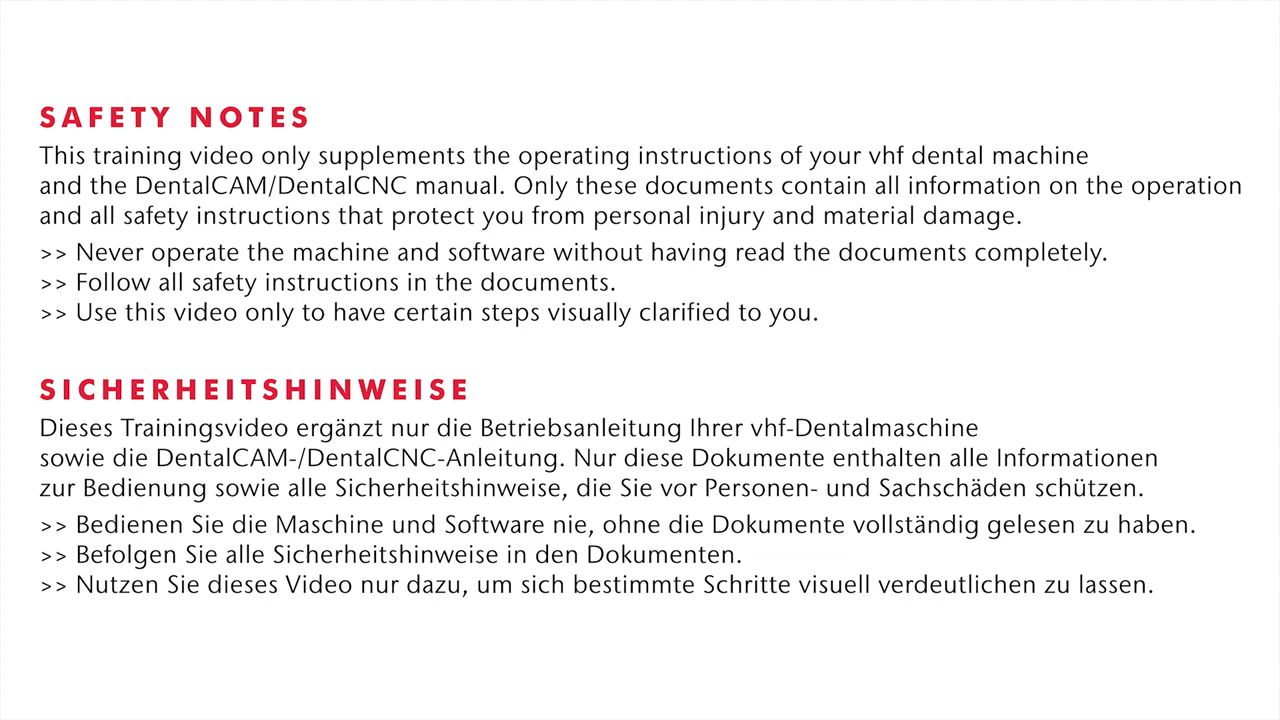 SAFETY NOTES
This training video only supplements the operating instructions of your vhf dental machine
and the DentalCAM/DentalCNC manual. Only these documents contain all information on the operation
and all safety instructions that protect you from personal injury and material damage.
>> Never operate the machine and software without having read the documents completely.
>> Follow all safety instructions in the documents.
>> Use this video only to have certain steps visually clarified to you.
SICHERHEITSHINWEISE
Dieses Trainingsvideo ergänzt nur die Betriebsanleitung Ihrer vhf-Dentalmaschine
sowie die DentalCAM-/DentalCNC-Anleitung. Nur diese Dokumente enthalten alle Informationen
zur Bedienung sowie alle Sicherheitshinweise, die Sie vor Personen- und Sachschäden schützen.
>> Bedienen Sie die Maschine und Software nie, ohne die Dokumente vollständig gelesen zu haben.
>> Befolgen Sie alle Sicherheitshinweise in den Dokumenten.
>> Nutzen Sie dieses Video nur dazu, um sich bestimmte Schritte visuell verdeutlichen zu lassen.